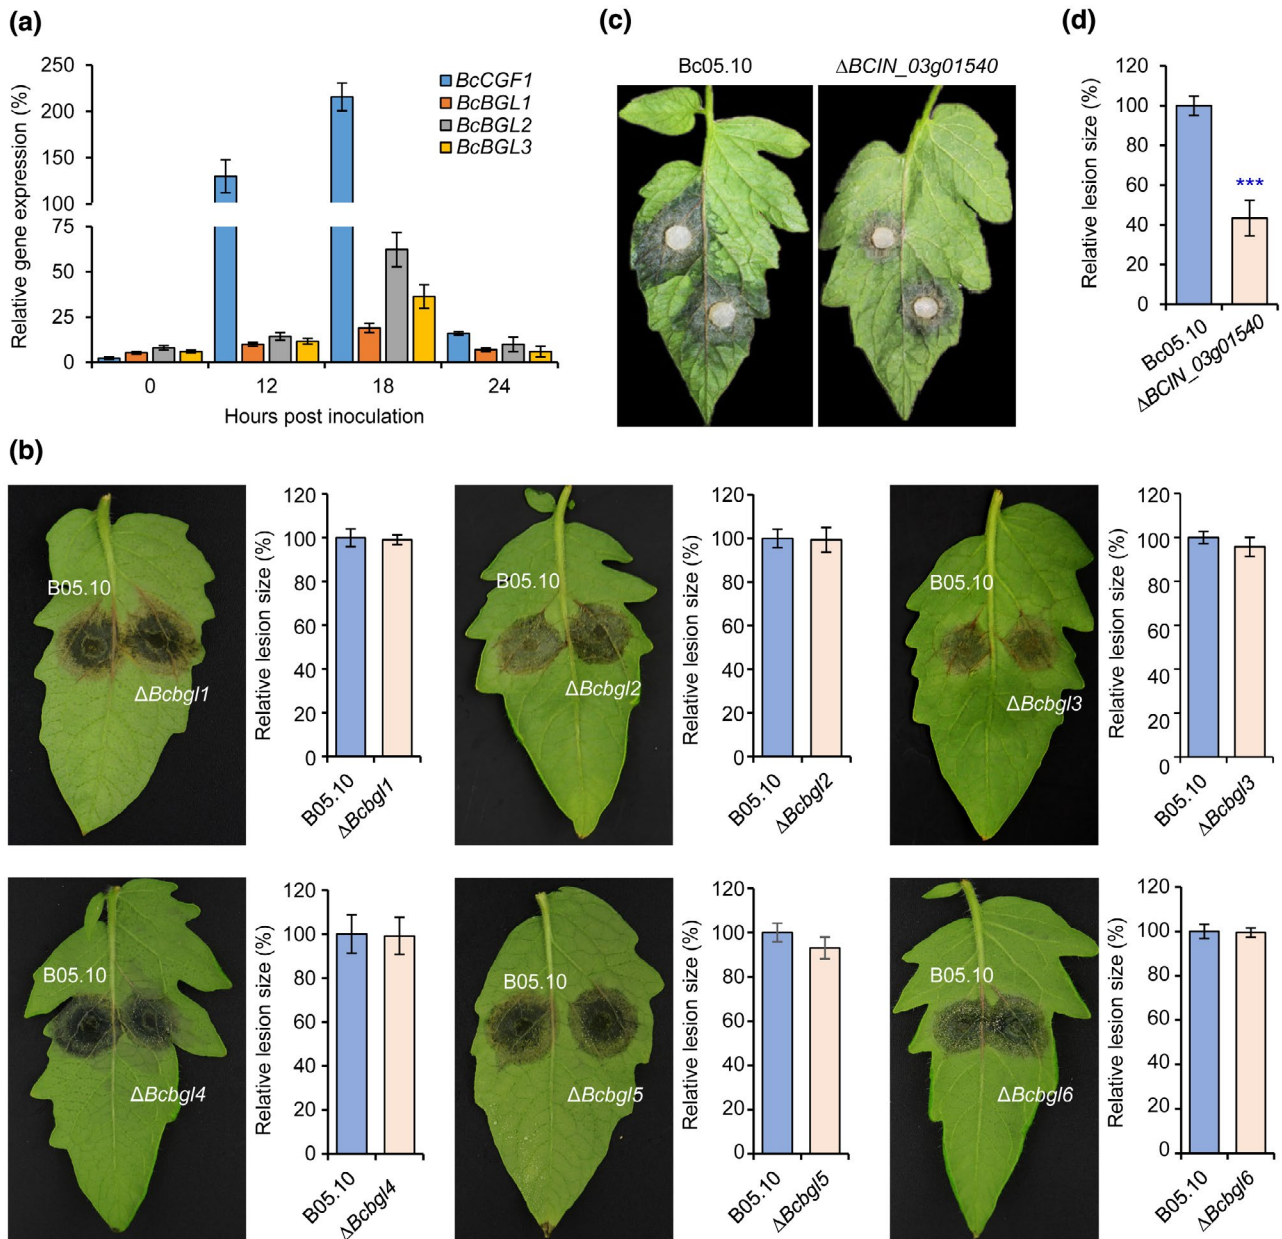 (a)
Relative gene expression (%)
250
200
150
100
75
50
25
0
BcCGF1
BcBGL1
BcBGL2
BcBGL3
0 12 18 24
Hours post inoculation
(c)
Bc05.10 ΔBCIN_03g01540
(d)
Relative lesion size (%)
120
100
80
60
40
20
0
***
Bc05.10
ΔBCIN_03g01540
(b)
B05.10
ΔBcbgl1
Relative lesion size (%)
120
100
80
60
40
20
0
B05.10
ΔBcbgl1
B05.10
ΔBcbgl2
Relative lesion size (%)
120
100
80
60
40
20
0
B05.10
ΔBcbgl2
B05.10
ΔBcbgl3
Relative lesion size (%)
120
100
80
60
40
20
0
B05.10
ΔBcbgl3
B05.10
ΔBcbgl4
Relative lesion size (%)
120
100
80
60
40
20
0
B05.10
ΔBcbgl4
B05.10
ΔBcbgl5
Relative lesion size (%)
120
100
80
60
40
20
0
B05.10
ΔBcbgl5
B05.10
ΔBcbgl6
Relative lesion size (%)
120
100
80
60
40
20
0
B05.10
ΔBcbgl6